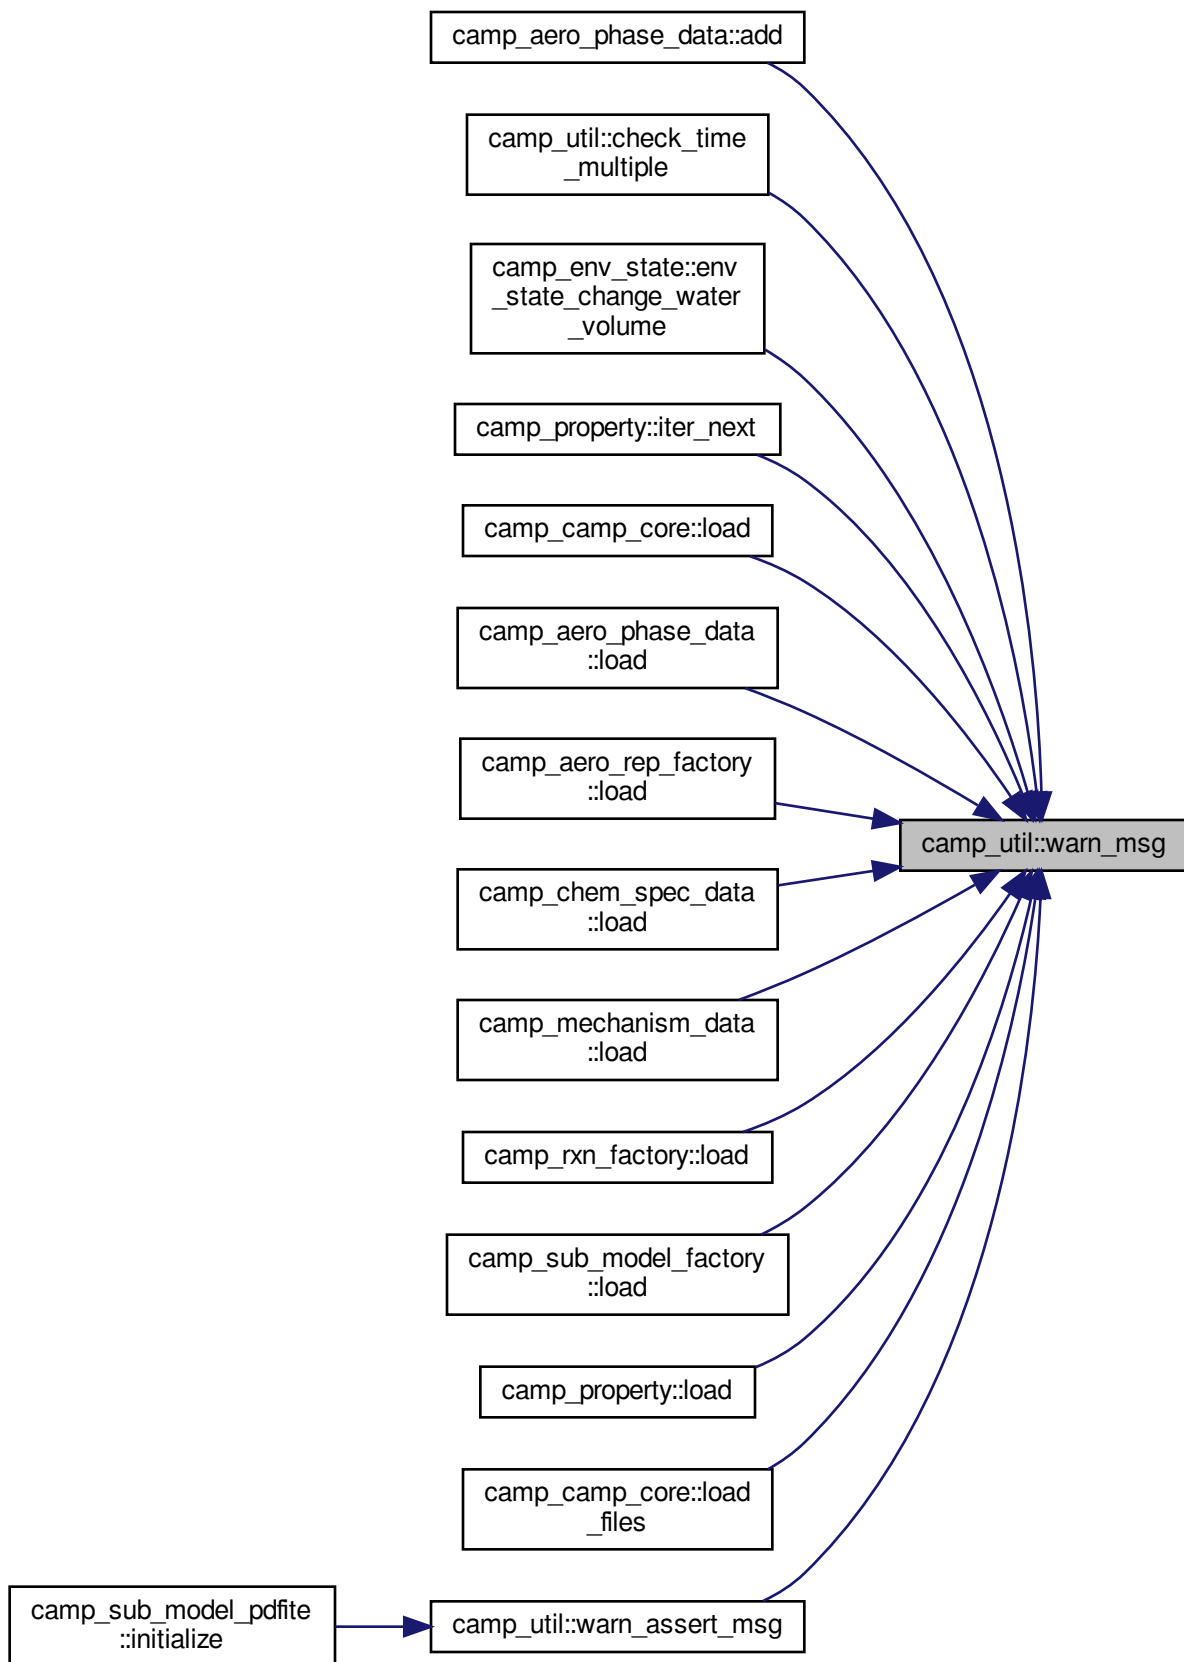 camp_aero_phase_data::add
camp_util::check_time
_multiple
camp_env_state::env
_state_change_water
_volume
camp_property::iter_next
camp_camp_core::load
camp_aero_phase_data
::load
camp_aero_rep_factory
::load
camp_util::warn_msg
camp_chem_spec_data
::load
camp_mechanism_data
::load
camp_rxn_factory::load
camp_sub_model_factory
::load
camp_property::load
camp_camp_core::load
_files
camp_sub_model_pdfite
::initialize
camp_util::warn_assert_msg